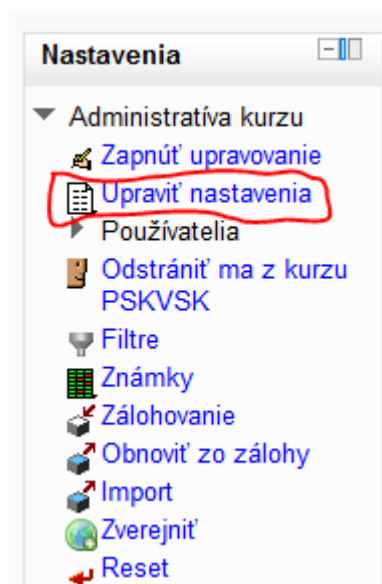 Nastavenia
Administratíva kurzu
Zapnúť upravovanie
Upraviť nastavenia
Používatelia
Odstrániť ma z kurzu
PSKVSK
Filtre
Známky
Zálohovanie
Obnoviť zo zálohy
Import
Zverejniť
Reset